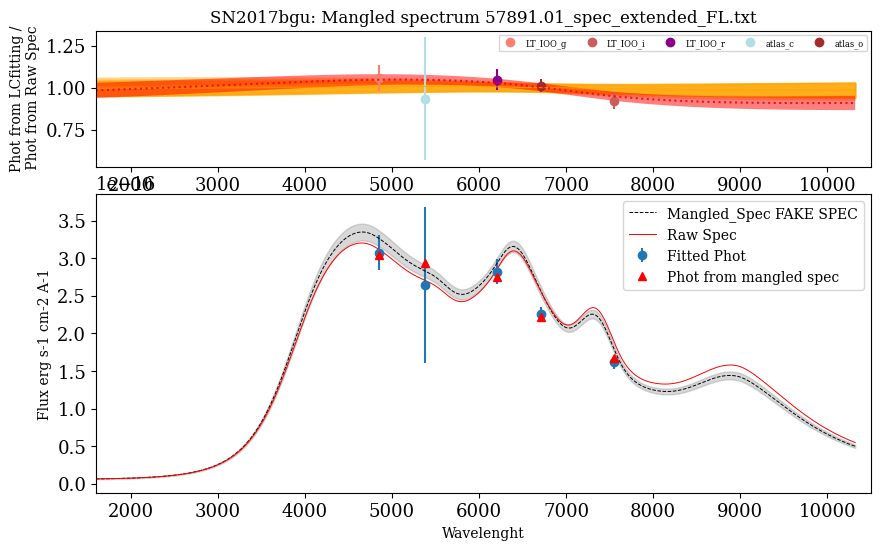 SN2017bgu: Mangled spectrum 57891.01_spec_extended_FL.txt
Phot from LCfitting /
Phot from Raw Spec
1.25
1.00
0.75
LT_IOO_g
LT_IOO_i
LT_IOO_r
atlas_c
atlas_o
2000 3000 4000 5000 6000 7000 8000 9000 10000
1e−16
Flux erg s-1 cm-2 A-1
3.5
3.0
2.5
2.0
1.5
1.0
0.5
0.0
Mangled_Spec FAKE SPEC
Raw Spec
Fitted Phot
Phot from mangled spec
2000 3000 4000 5000 6000 7000 8000 9000 10000
Wavelenght